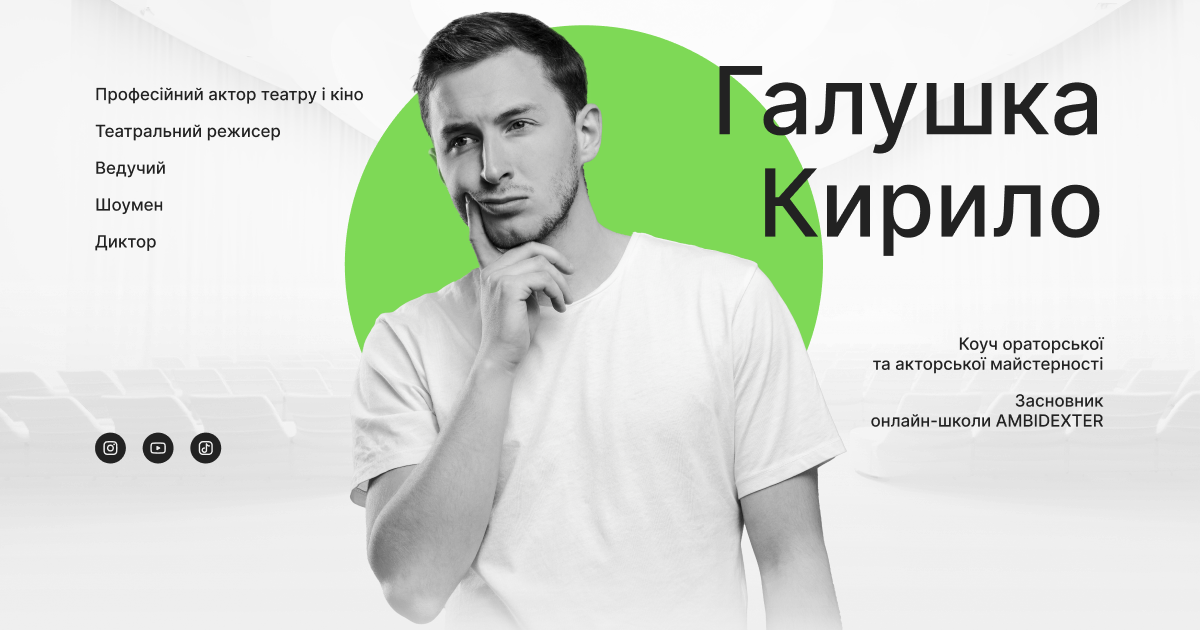 Професійний актор театру і кіно
Театральний режисер
Ведучий
Шоумен
Диктор
Галушка
Кирило
Коуч ораторської
та акторської майстерності
Засновник
онлайн-школи AMBIDEXTER